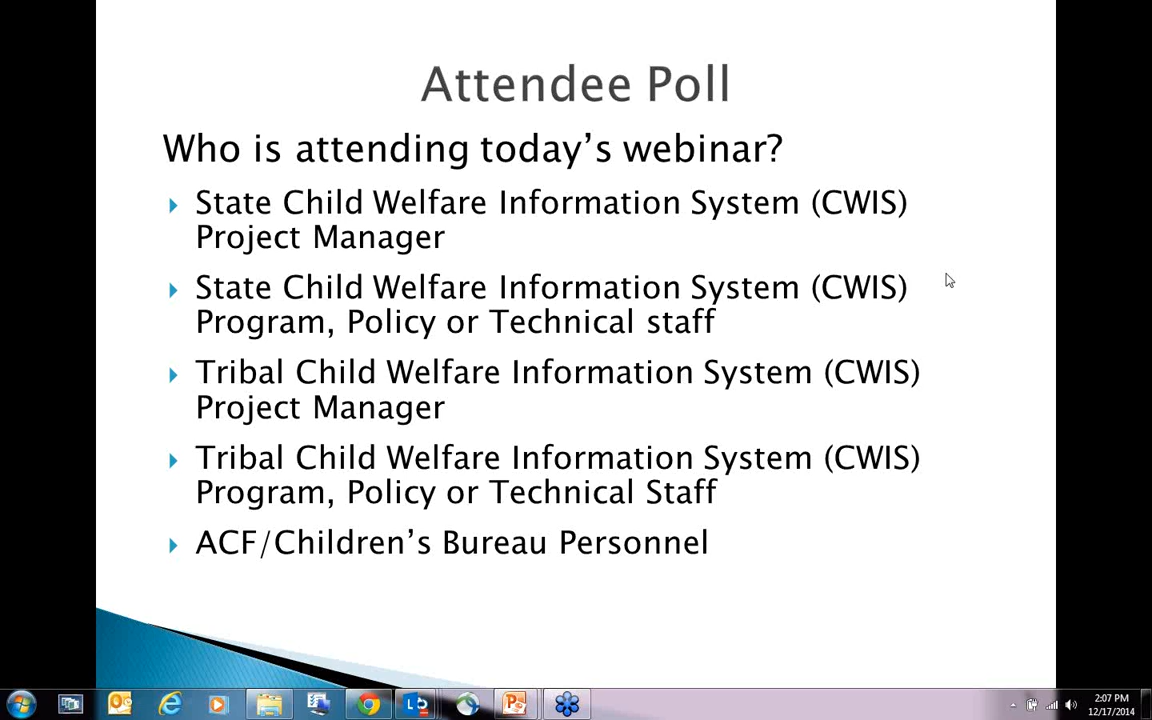 Attendee Poll
Who is attending today’s webinar?
State Child Welfare Information System (CWIS)
Project Manager
State Child Welfare Information System (CWIS)
Program, Policy or Technical staff
Tribal Child Welfare Information System (CWIS)
Project Manager
Tribal Child Welfare Information System (CWIS)
Program, Policy or Technical Staff
ACF/Children’s Bureau Personnel
2:07 PM
12/17/2014